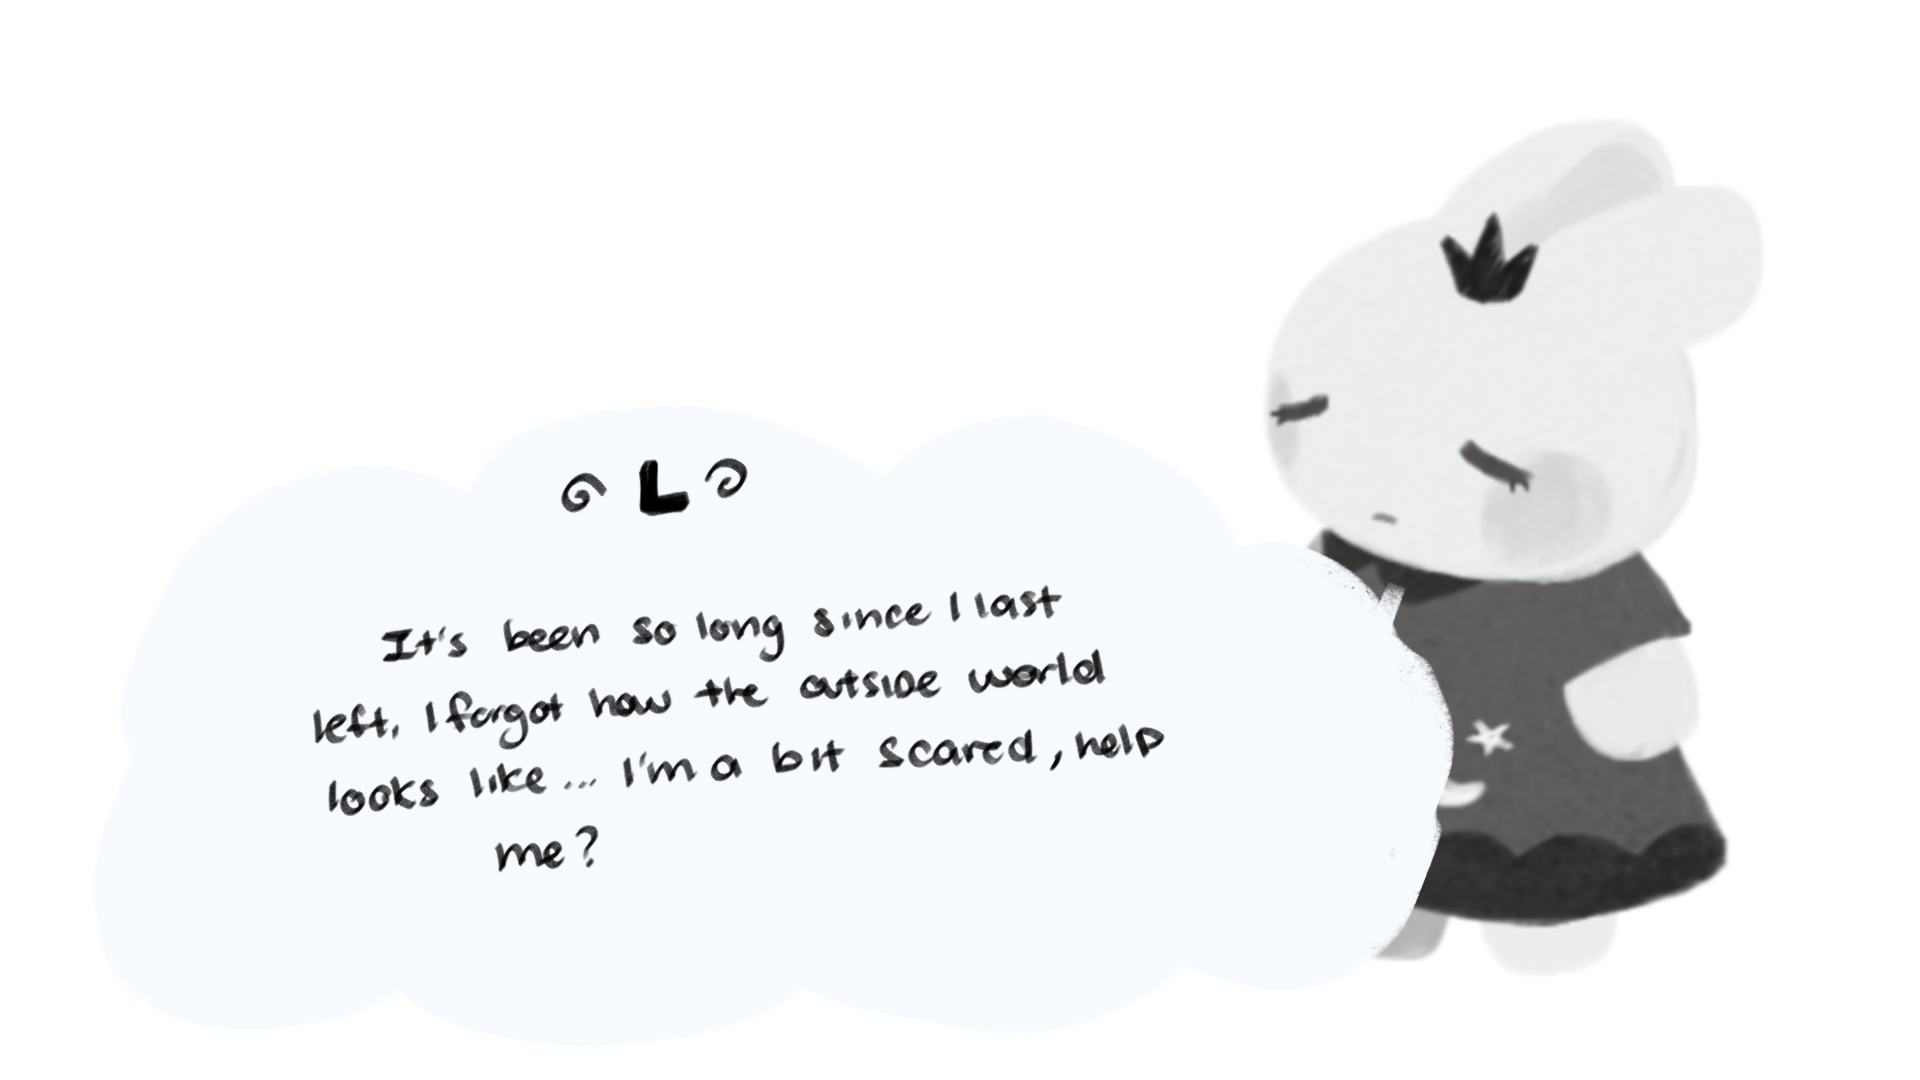 L
It's been so long since I last
left, I forgot how the outside world
looks like... I'm a bit scared, help
me?